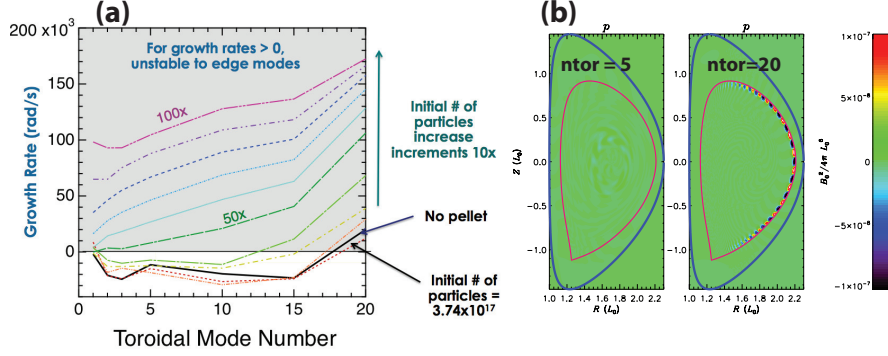 (a)
200 x10³
150
100
50
0
0
5
10
15
20
Growth Rate (rad/s)
Toroidal Mode Number
For growth rates > 0,
unstable to edge modes
100x
50x
Initial # of
particles
increase
increments 10x
No pellet
Initial # of
particles =
3.74x10¹⁷
(b)
p
p
ntor = 5
ntor=20
1.0
0.5
0.0
-0.5
-1.0
Z (L₀)
1.0 1.2 1.4 1.6 1.8 2.0 2.2
R (L₀)
1.0 1.2 1.4 1.6 1.8 2.0 2.2
R (L₀)
1×10⁻⁷
5×10⁻⁸
0
-5×10⁻⁸
-1×10⁻⁷